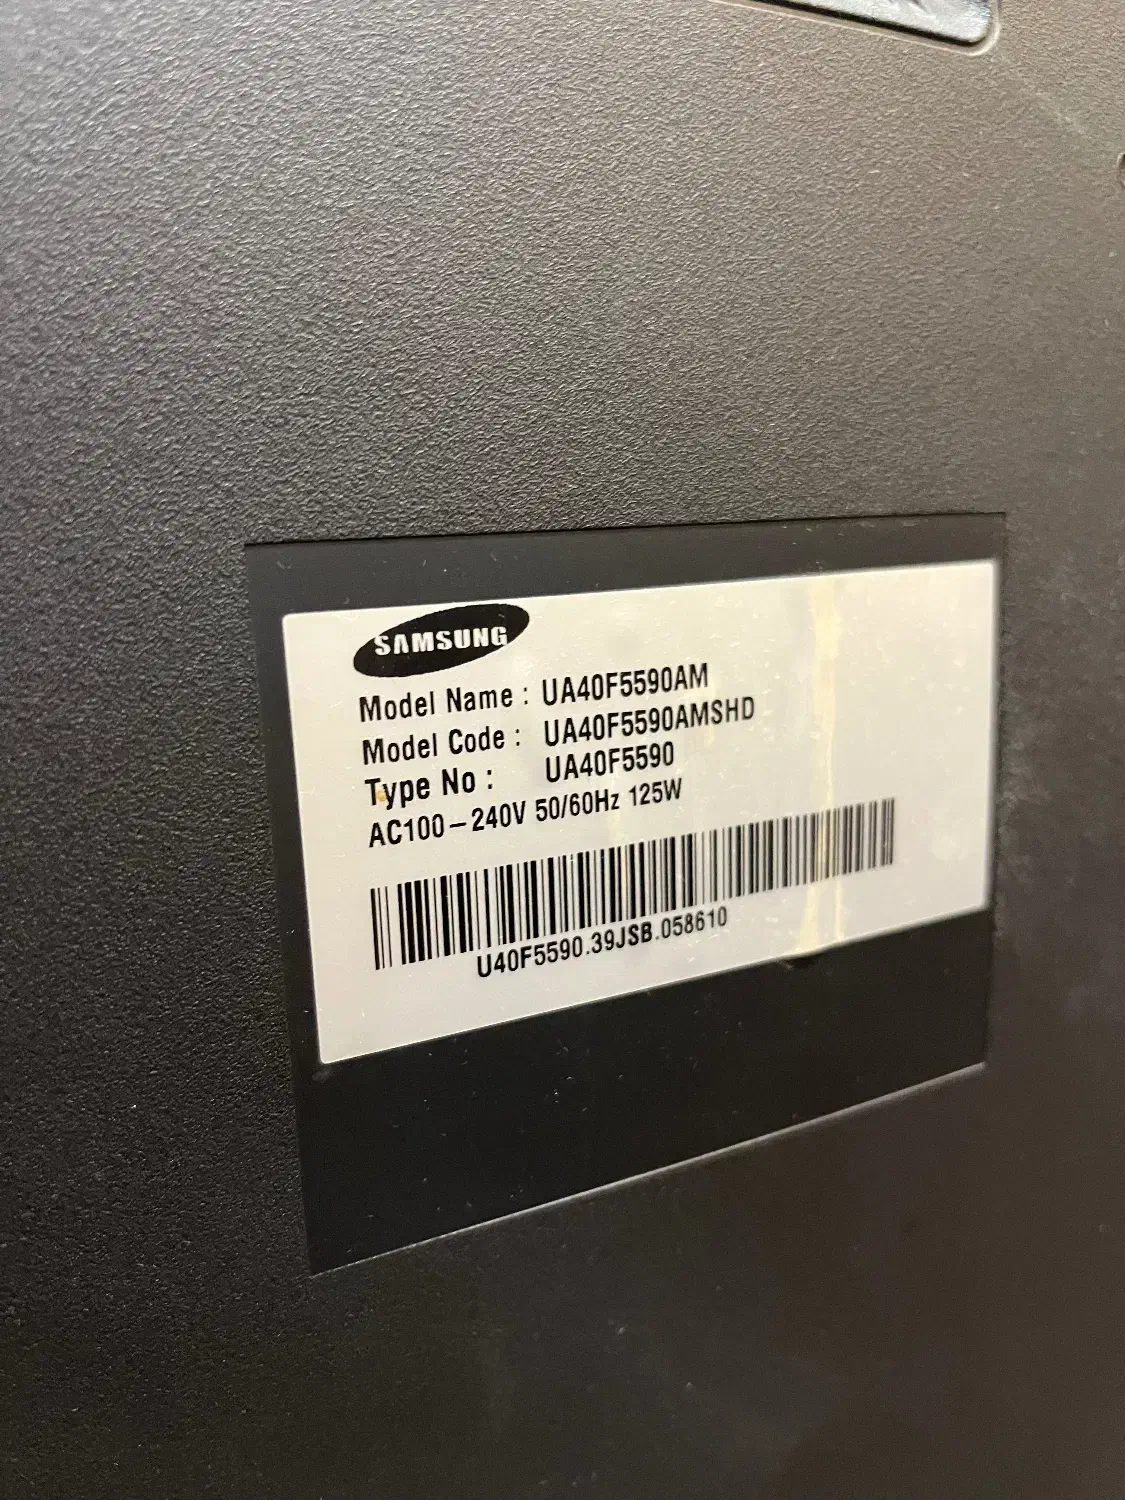 SAMSUNG
Model Name : UA40F5590AM
Model Code : UA40F5590AMSHD
Type No : UA40F5590
AC100-240V 50/60Hz 125W
U40F5590.39JSB.058610